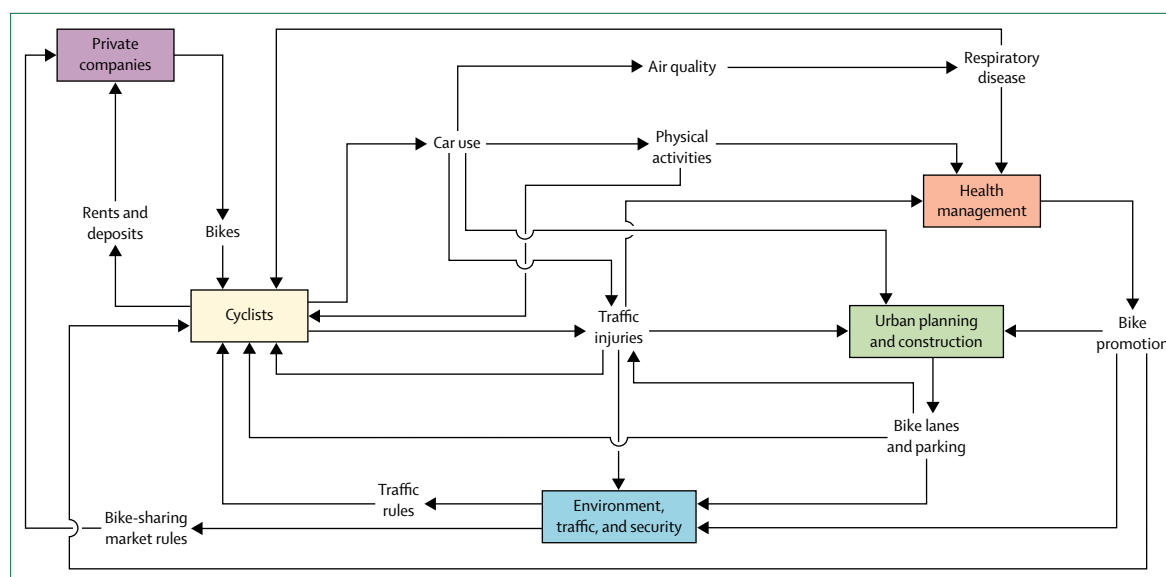 Private
companies
Air quality
Respiratory
disease
Car use
Physical
activities
Health
management
Rents and
deposits
Bikes
Cyclists
Traffic
injuries
Urban planning
and construction
Bike
promotion
Bike lanes
and parking
Traffic
rules
Environment,
traffic, and security
Bike-sharing
market rules